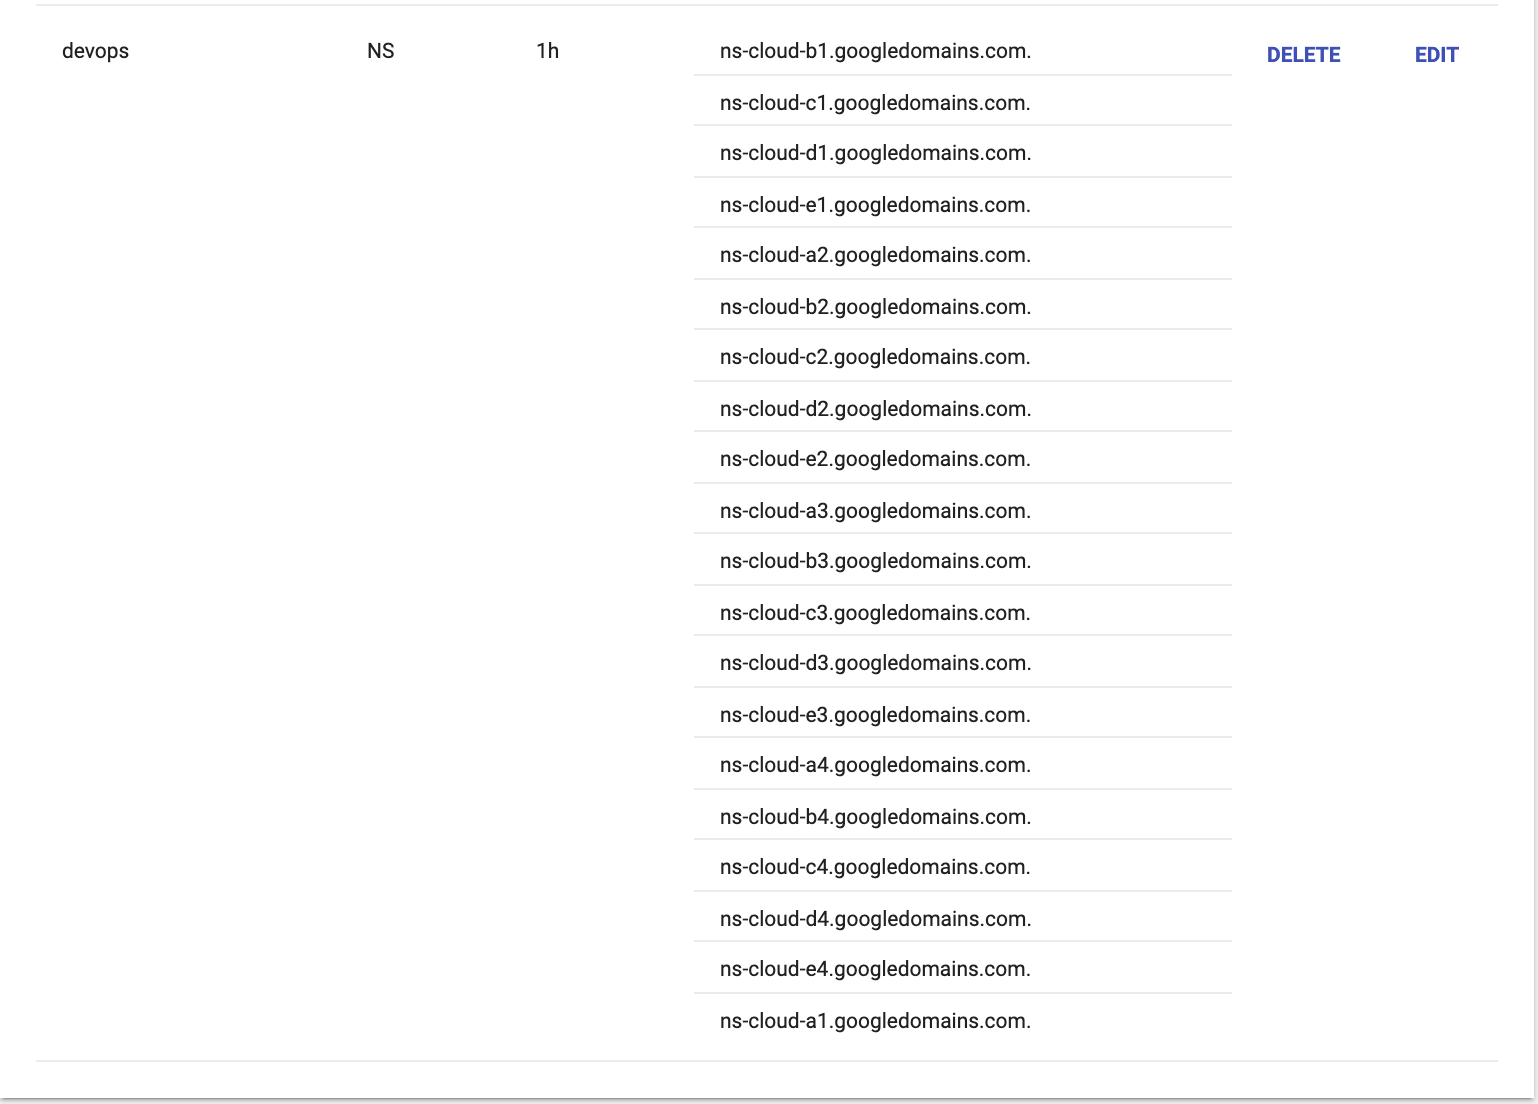 devops NS 1h ns-cloud-b1.googledomains.com. DELETE EDIT
ns-cloud-c1.googledomains.com.
ns-cloud-d1.googledomains.com.
ns-cloud-e1.googledomains.com.
ns-cloud-a2.googledomains.com.
ns-cloud-b2.googledomains.com.
ns-cloud-c2.googledomains.com.
ns-cloud-d2.googledomains.com.
ns-cloud-e2.googledomains.com.
ns-cloud-a3.googledomains.com.
ns-cloud-b3.googledomains.com.
ns-cloud-c3.googledomains.com.
ns-cloud-d3.googledomains.com.
ns-cloud-e3.googledomains.com.
ns-cloud-a4.googledomains.com.
ns-cloud-b4.googledomains.com.
ns-cloud-c4.googledomains.com.
ns-cloud-d4.googledomains.com.
ns-cloud-e4.googledomains.com.
ns-cloud-a1.googledomains.com.